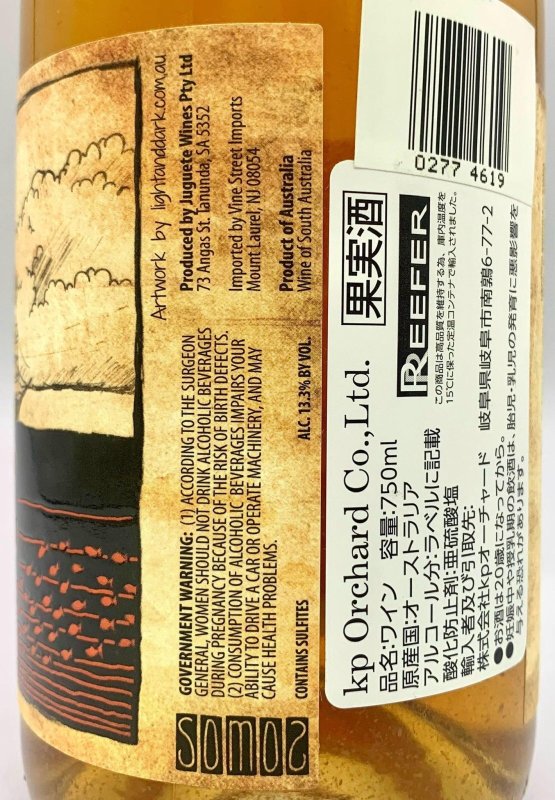 Artwork by lightanddark.com.au
Produced by Juguete Wines Pty Ltd
73 Angas St. Tanunda, SA 5352
Imported by Vine Street Imports
Mount Laurel, NJ 08054
Product of Australia
Wine of South Australia
GOVERNMENT WARNING: (1) ACCORDING TO THE SURGEON
GENERAL, WOMEN SHOULD NOT DRINK ALCOHOLIC BEVERAGES
DURING PREGNANCY BECAUSE OF THE RISK OF BIRTH DEFECTS.
(2) CONSUMPTION OF ALCOHOLIC BEVERAGES IMPAIRS YOUR
ABILITY TO DRIVE A CAR OR OPERATE MACHINERY, AND MAY
CAUSE HEALTH PROBLEMS.
ALC. 13.3% BY VOL.
CONTAINS SULFITES
SOMOS
0277 4619
kp Orchard Co.,Ltd.
果実酒
REEFER
この商品は高品質を維持する為、庫内温度を
15℃に保った定温コンテナで輸入されました。
品名:ワイン 容量:750ml
原産国:オーストラリア
アルコール分:ラベルに記載
酸化防止剤:亜硫酸塩
輸入者及び引取先:
株式会社kpオーチャード 岐阜県岐阜市南鶉6-77-2
●お酒は20歳になってから。
●妊娠中や授乳期の飲酒は、胎児・乳児の発育に悪影響を
与える恐れがあります。